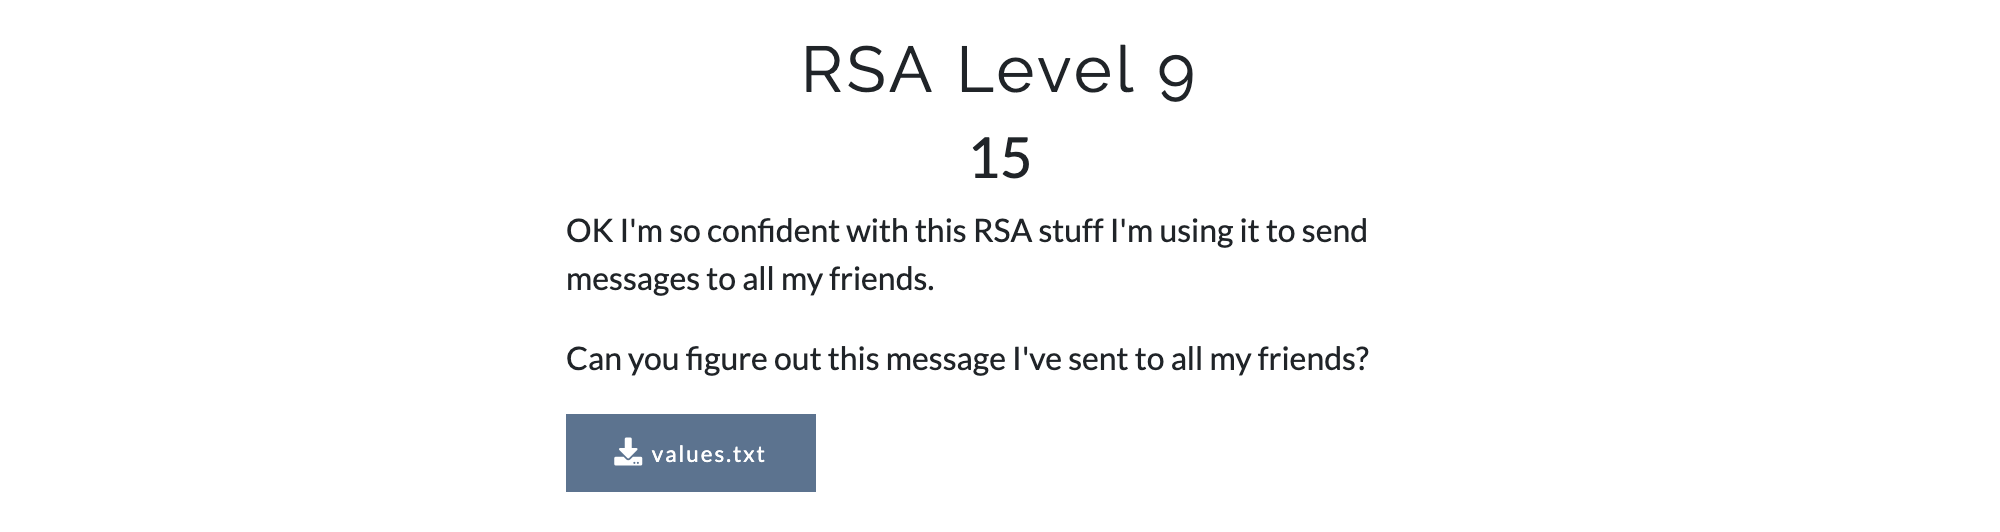 RSA Level 9
15
OK I'm so confident with this RSA stuff I'm using it to send
messages to all my friends.
Can you figure out this message I've sent to all my friends?
values.txt